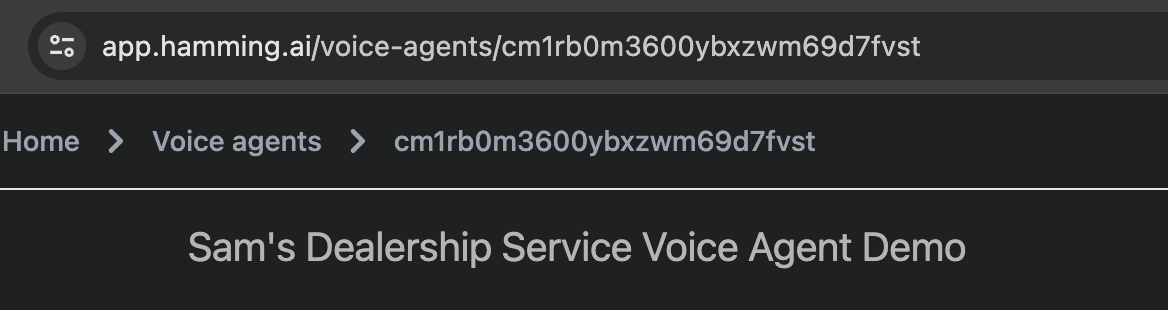 app.hamming.ai/voice-agents/cm1rb0m3600ybxzwm69d7fvst
Home > Voice agents > cm1rb0m3600ybxzwm69d7fvst
Sam's Dealership Service Voice Agent Demo